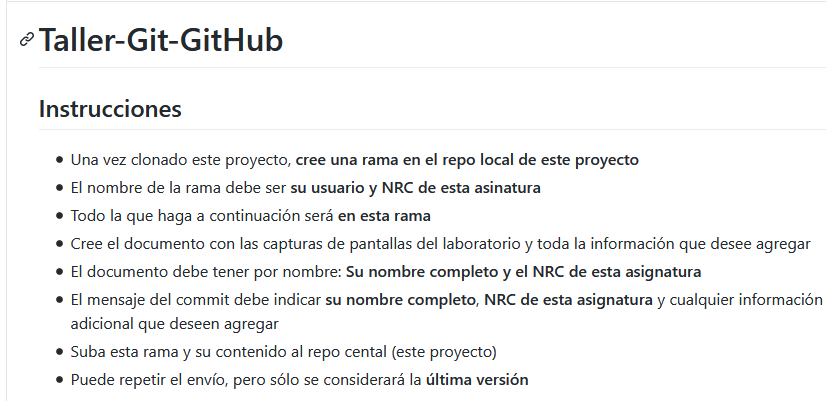 Taller-Git-GitHub
Instrucciones
Una vez clonado este proyecto, cree una rama en el repo local de este proyecto
El nombre de la rama debe ser su usuario y NRC de esta asinatura
Todo la que haga a continuación será en esta rama
Cree el documento con las capturas de pantallas del laboratorio y toda la información que desee agregar
El documento debe tener por nombre: Su nombre completo y el NRC de esta asignatura
El mensaje del commit debe indicar su nombre completo, NRC de esta asignatura y cualquier información
adicional que deseen agregar
Suba esta rama y su contenido al repo cental (este proyecto)
Puede repetir el envío, pero sólo se considerará la última versión